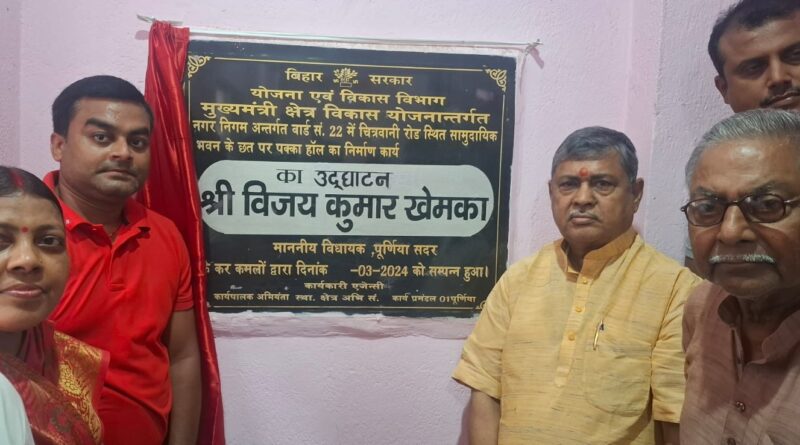 बिहार सरकार
योजना एवं विकास विभाग
मुख्यमंत्री क्षेत्र विकास योजनान्तर्गत
नगर निगम अन्तर्गत वार्ड सं. 22 में चित्रवानी रोड स्थित सामुदायिक
भवन के छत पर पक्का हॉल का निर्माण कार्य
का उद्घाटन
श्री विजय कुमार खेमका
माननीय विधायक, पूर्णिया सदर
के कर कमलों द्वारा दिनांक -03-2024 को सम्पन्न हुआ।
कार्यकारी एजेन्सी
कार्यपालक अभियंता स्था. क्षेत्र अभि सं. कार्य प्रमंडल 01 पूर्णिया